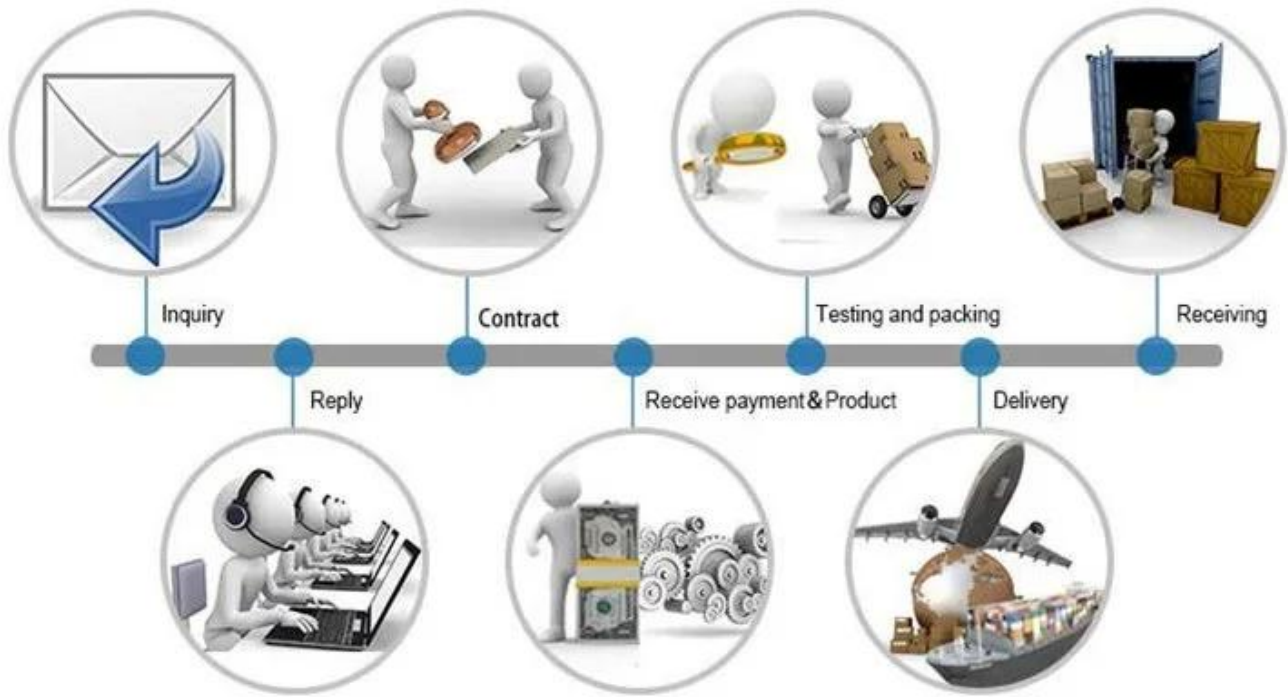 Inquiry
Reply
Contract
Receive payment&Product
Testing and packing
Delivery
Receiving